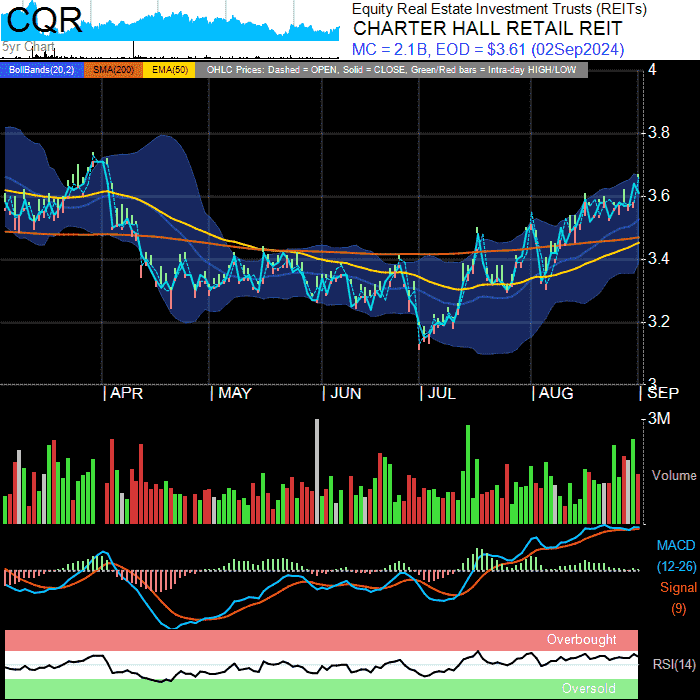 CQR
Equity Real Estate Investment Trusts (REITs)
CHARTER HALL RETAIL REIT
5yr Chart
MC = 2.1B, EOD = $3.61 (02Sep2024)
BollBands(20,2) SMA(200) EMA(50) OHLC Prices: Dashed = OPEN, Solid = CLOSE, Green/Red bars = Intra-day HIGH/LOW
4
3.8
3.6
3.4
3.2
3
APR MAY JUN JUL AUG SEP
3M
Volume
MACD
(12-26)
Signal
(9)
Overbought
RSI(14)
Oversold